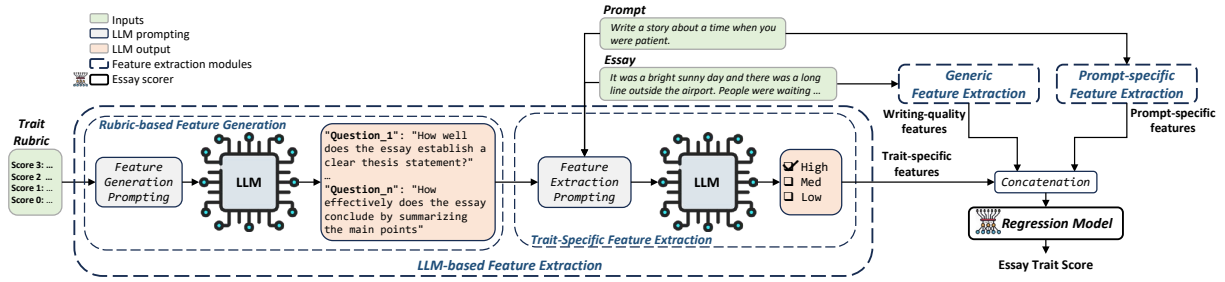 Inputs
LLM prompting
LLM output
Feature extraction modules
Essay scorer
Prompt
Write a story about a time when you
were patient.
Essay
It was a bright sunny day and there was a long
line outside the airport. People were waiting ...
Generic
Feature Extraction
Prompt-specific
Feature Extraction
Writing-quality
features
Prompt-specific
features
Trait
Rubric
Score 3: ...
Score 2 ...
Score 1: ...
Score 0: ...
Rubric-based Feature Generation
Feature
Generation
Prompting
LLM
"Question_1": "How well
does the essay establish a
clear thesis statement?"
...
"Question_n": "How
effectively does the essay
conclude by summarizing
the main points"
Feature
Extraction
Prompting
LLM
High
Med
Low
Trait-Specific Feature Extraction
LLM-based Feature Extraction
Trait-specific
features
Concatenation
Regression Model
Essay Trait Score